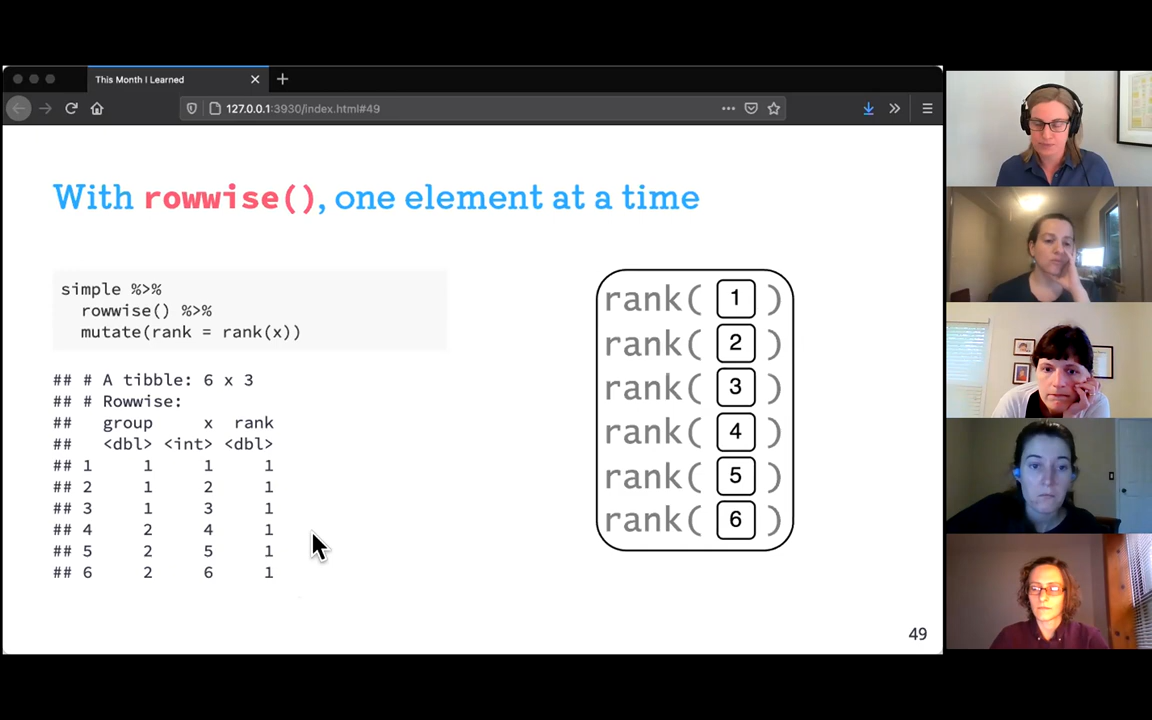 This Month I Learned
127.0.0.1:3930/index.html#49
With rowwise(), one element at a time
simple %>%
rowwise() %>%
mutate(rank = rank(x))
## # A tibble: 6 x 3
## # Rowwise:
## group x rank
## <dbl> <int> <dbl>
## 1 1 1 1
## 2 1 2 1
## 3 1 3 1
## 4 2 4 1
## 5 2 5 1
## 6 2 6 1
rank( 1 )
rank( 2 )
rank( 3 )
rank( 4 )
rank( 5 )
rank( 6 )
49